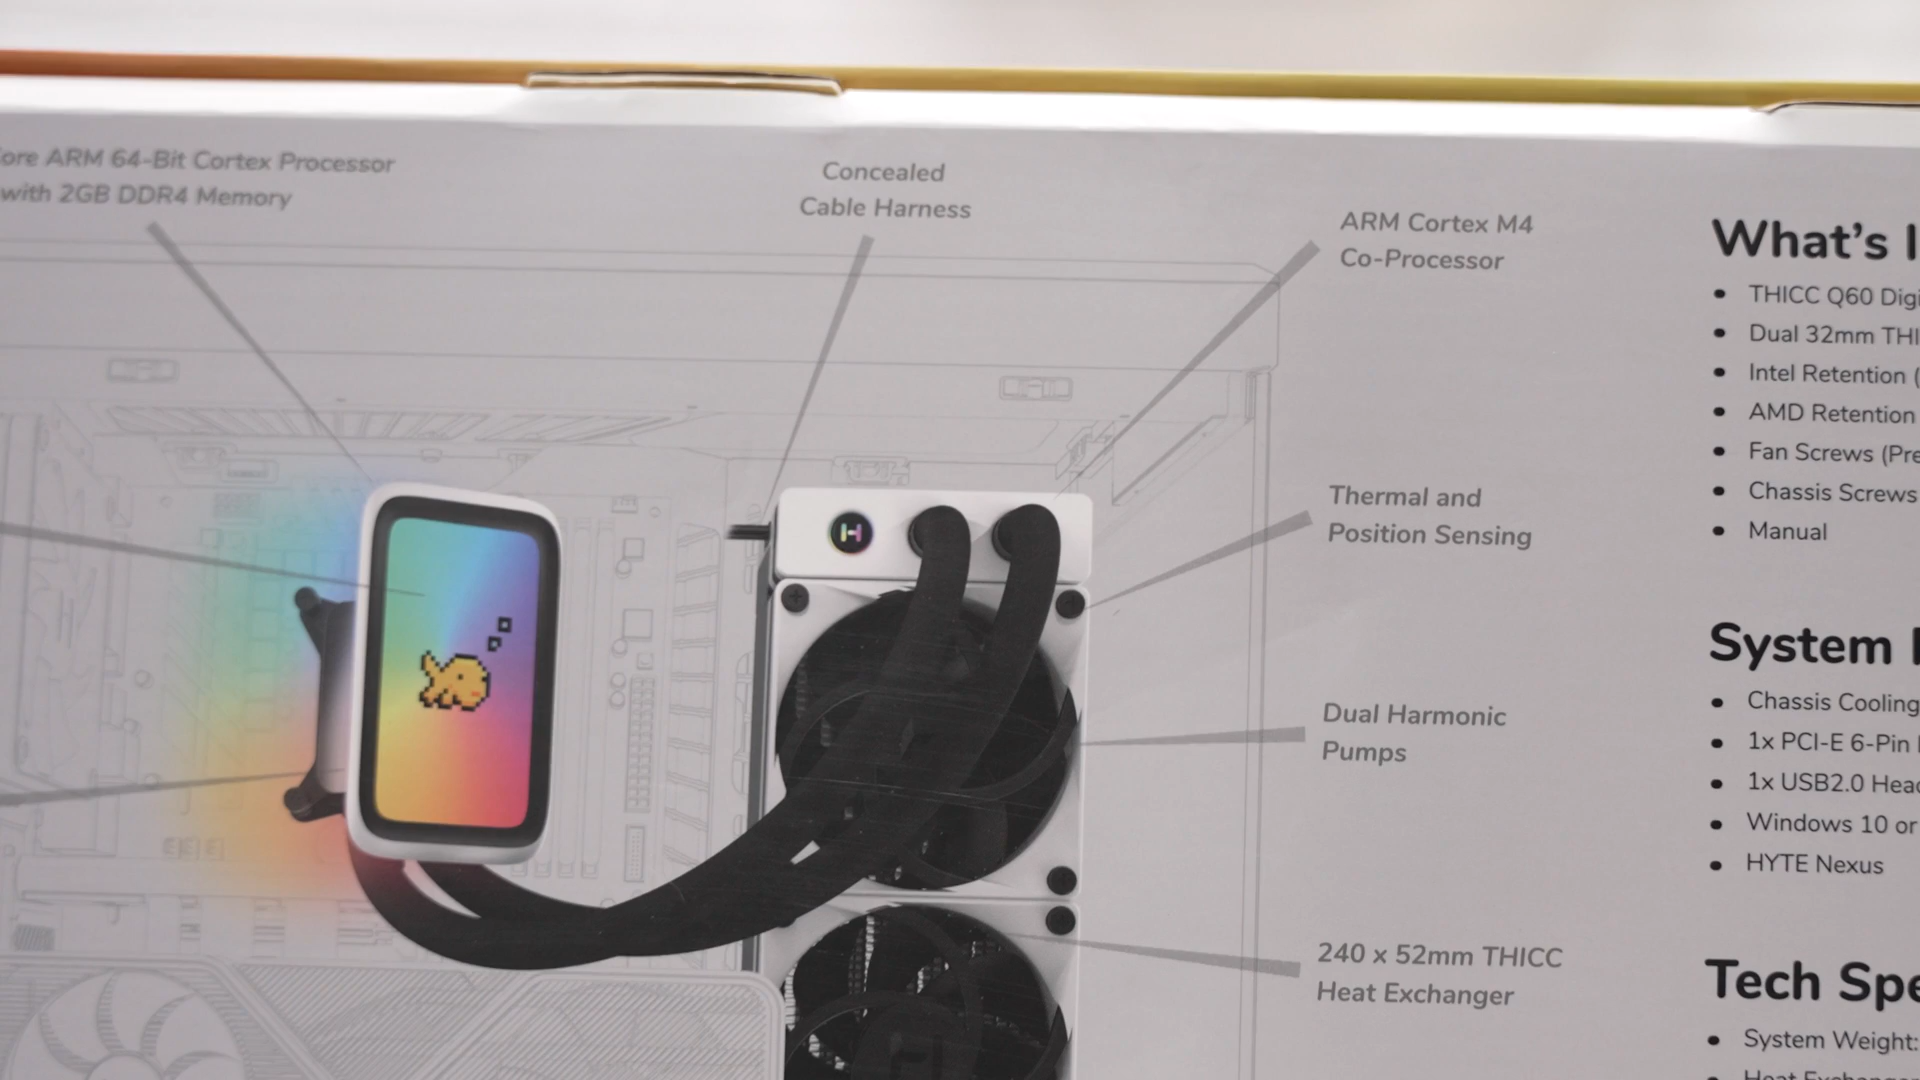 ore ARM 64-Bit Cortex Processor
with 2GB DDR4 Memory
Concealed
Cable Harness
ARM Cortex M4
Co-Processor
Thermal and
Position Sensing
Dual Harmonic
Pumps
240 x 52mm THICC
Heat Exchanger
What's I
• THICC Q60 Digi
• Dual 32mm THI
• Intel Retention (
• AMD Retention
• Fan Screws (Pre
• Chassis Screws
• Manual
System
• Chassis Cooling
• 1x PCI-E 6-Pin
• 1x USB2.0 Head
• Windows 10 or
• HYTE Nexus
Tech Spe
• System Weight: